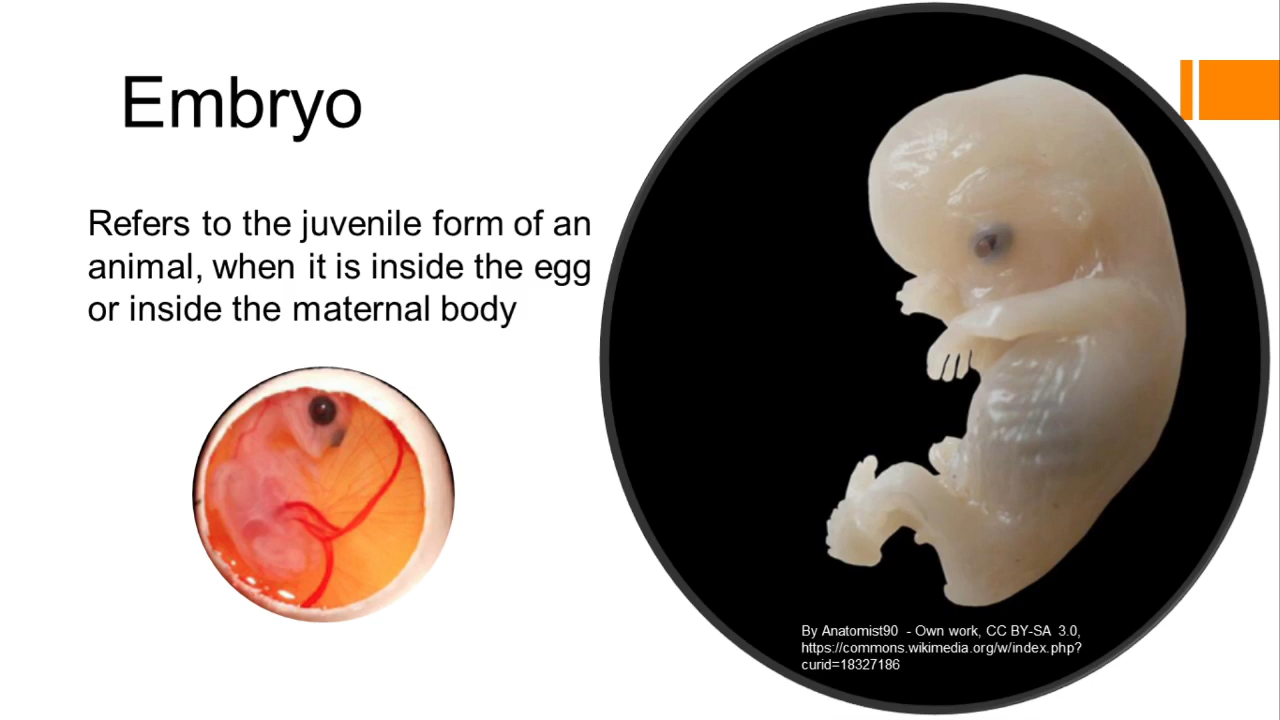 Embryo
Refers to the juvenile form of an
animal, when it is inside the egg
or inside the maternal body
By Anatomist90 - Own work, CC BY-SA 3.0,
https://commons.wikimedia.org/w/index.php?
curid=18327186